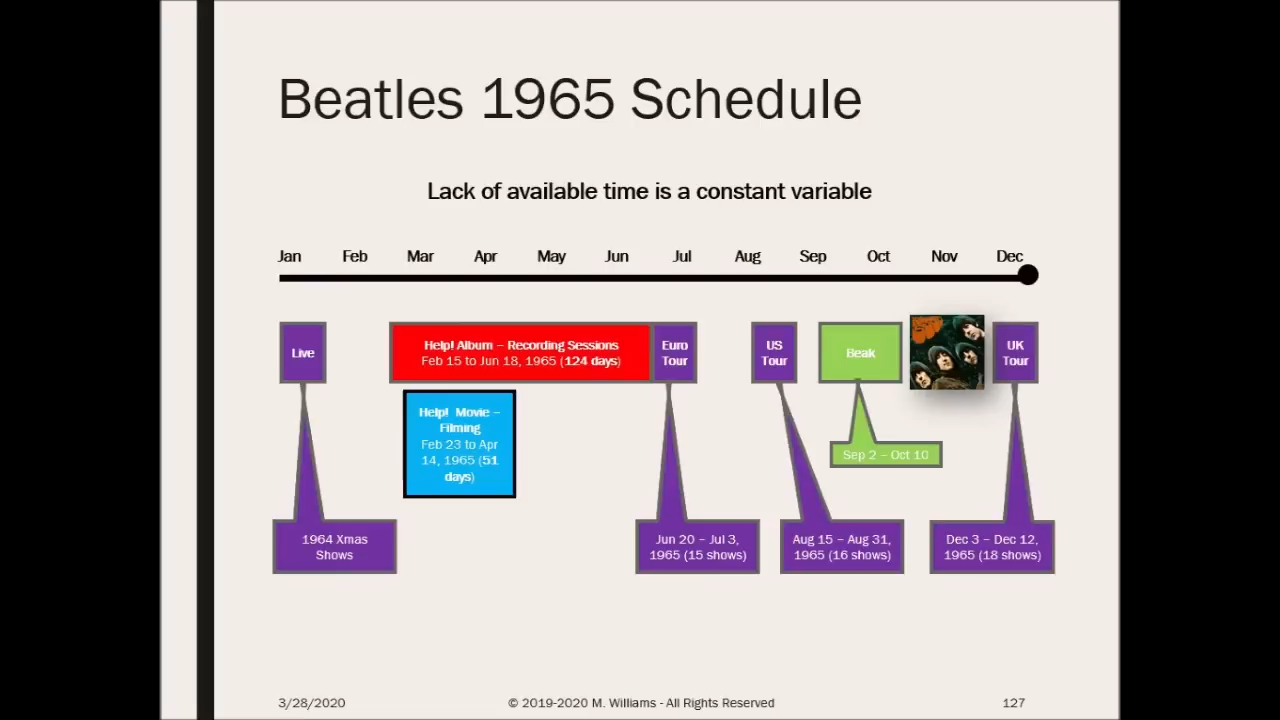 Beatles 1965 Schedule
Lack of available time is a constant variable
Jan Feb Mar Apr May Jun Jul Aug Sep Oct Nov Dec
Live
Help! Album – Recording Sessions
Feb 15 to Jun 18, 1965 (124 days)
Euro
Tour
US
Tour
Beak
UK
Tour
Help! Movie –
Filming
Feb 23 to Apr
14, 1965 (51
days)
Sep 2 – Oct 10
1964 Xmas
Shows
Jun 20 – Jul 3,
1965 (15 shows)
Aug 15 – Aug 31,
1965 (16 shows)
Dec 3 – Dec 12,
1965 (18 shows)
3/28/2020
© 2019-2020 M. Williams - All Rights Reserved
127